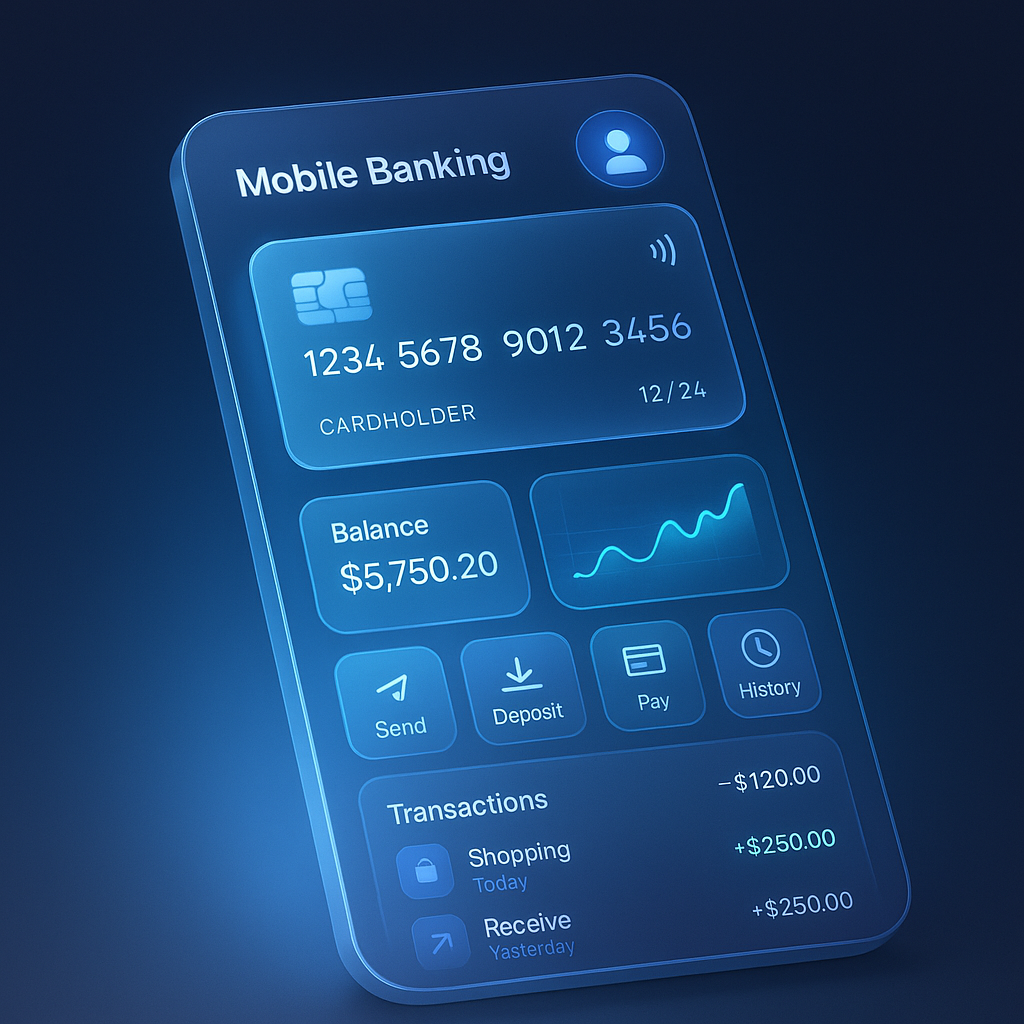 Mobile Banking
1234 5678 9012 3456
CARDHOLDER 12/24
Balance
$5,750.20
Send Deposit Pay History
Transactions -$120.00
Shopping +$250.00
Today
Receive +$250.00
Yasterday